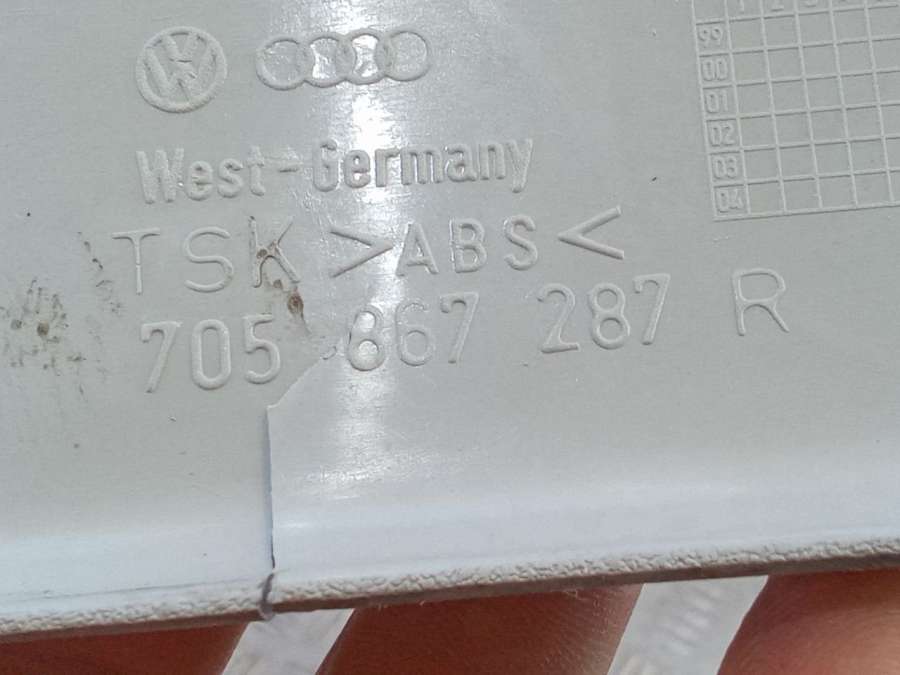 West-Germany
TSK >ABS<
705 867 287 R
99
00
01
02
03
04